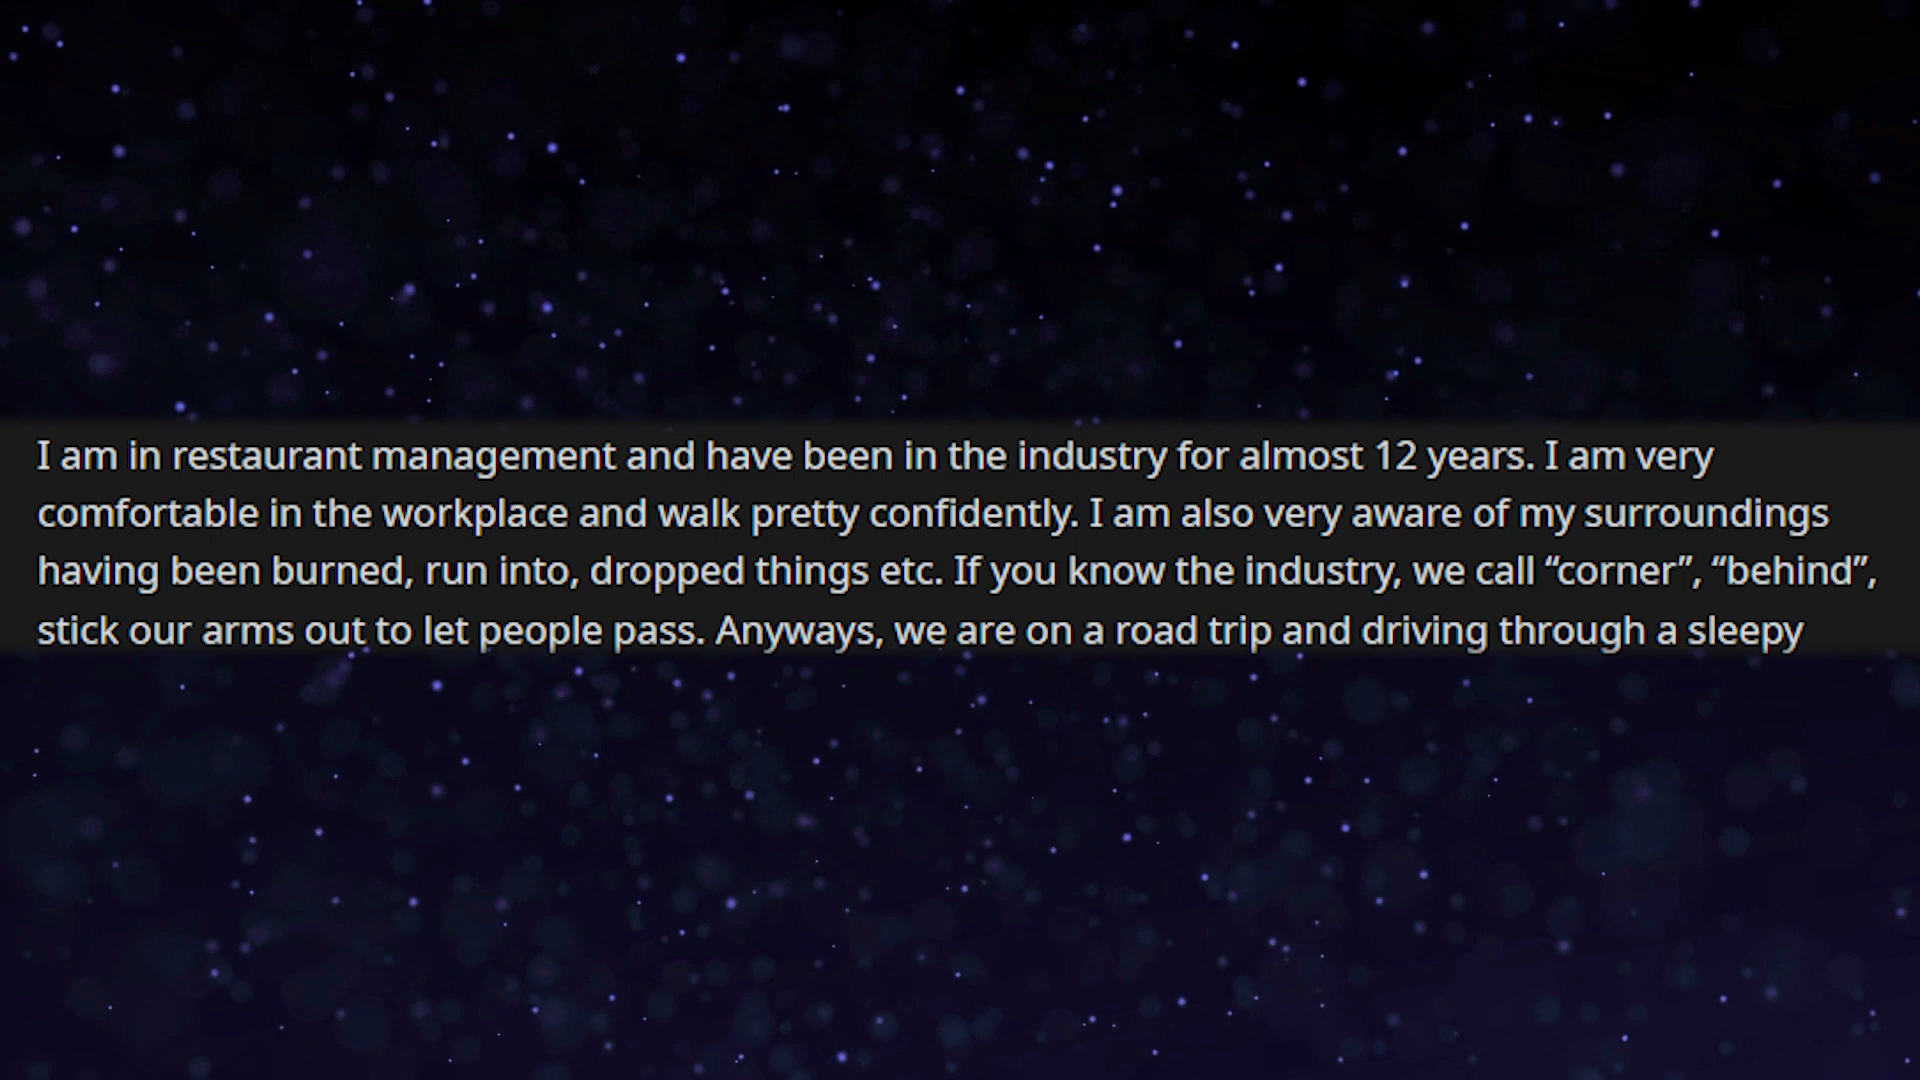 I am in restaurant management and have been in the industry for almost 12 years. I am very
comfortable in the workplace and walk pretty confidently. I am also very aware of my surroundings
having been burned, run into, dropped things etc. If you know the industry, we call “corner”, “behind”,
stick our arms out to let people pass. Anyways, we are on a road trip and driving through a sleepy